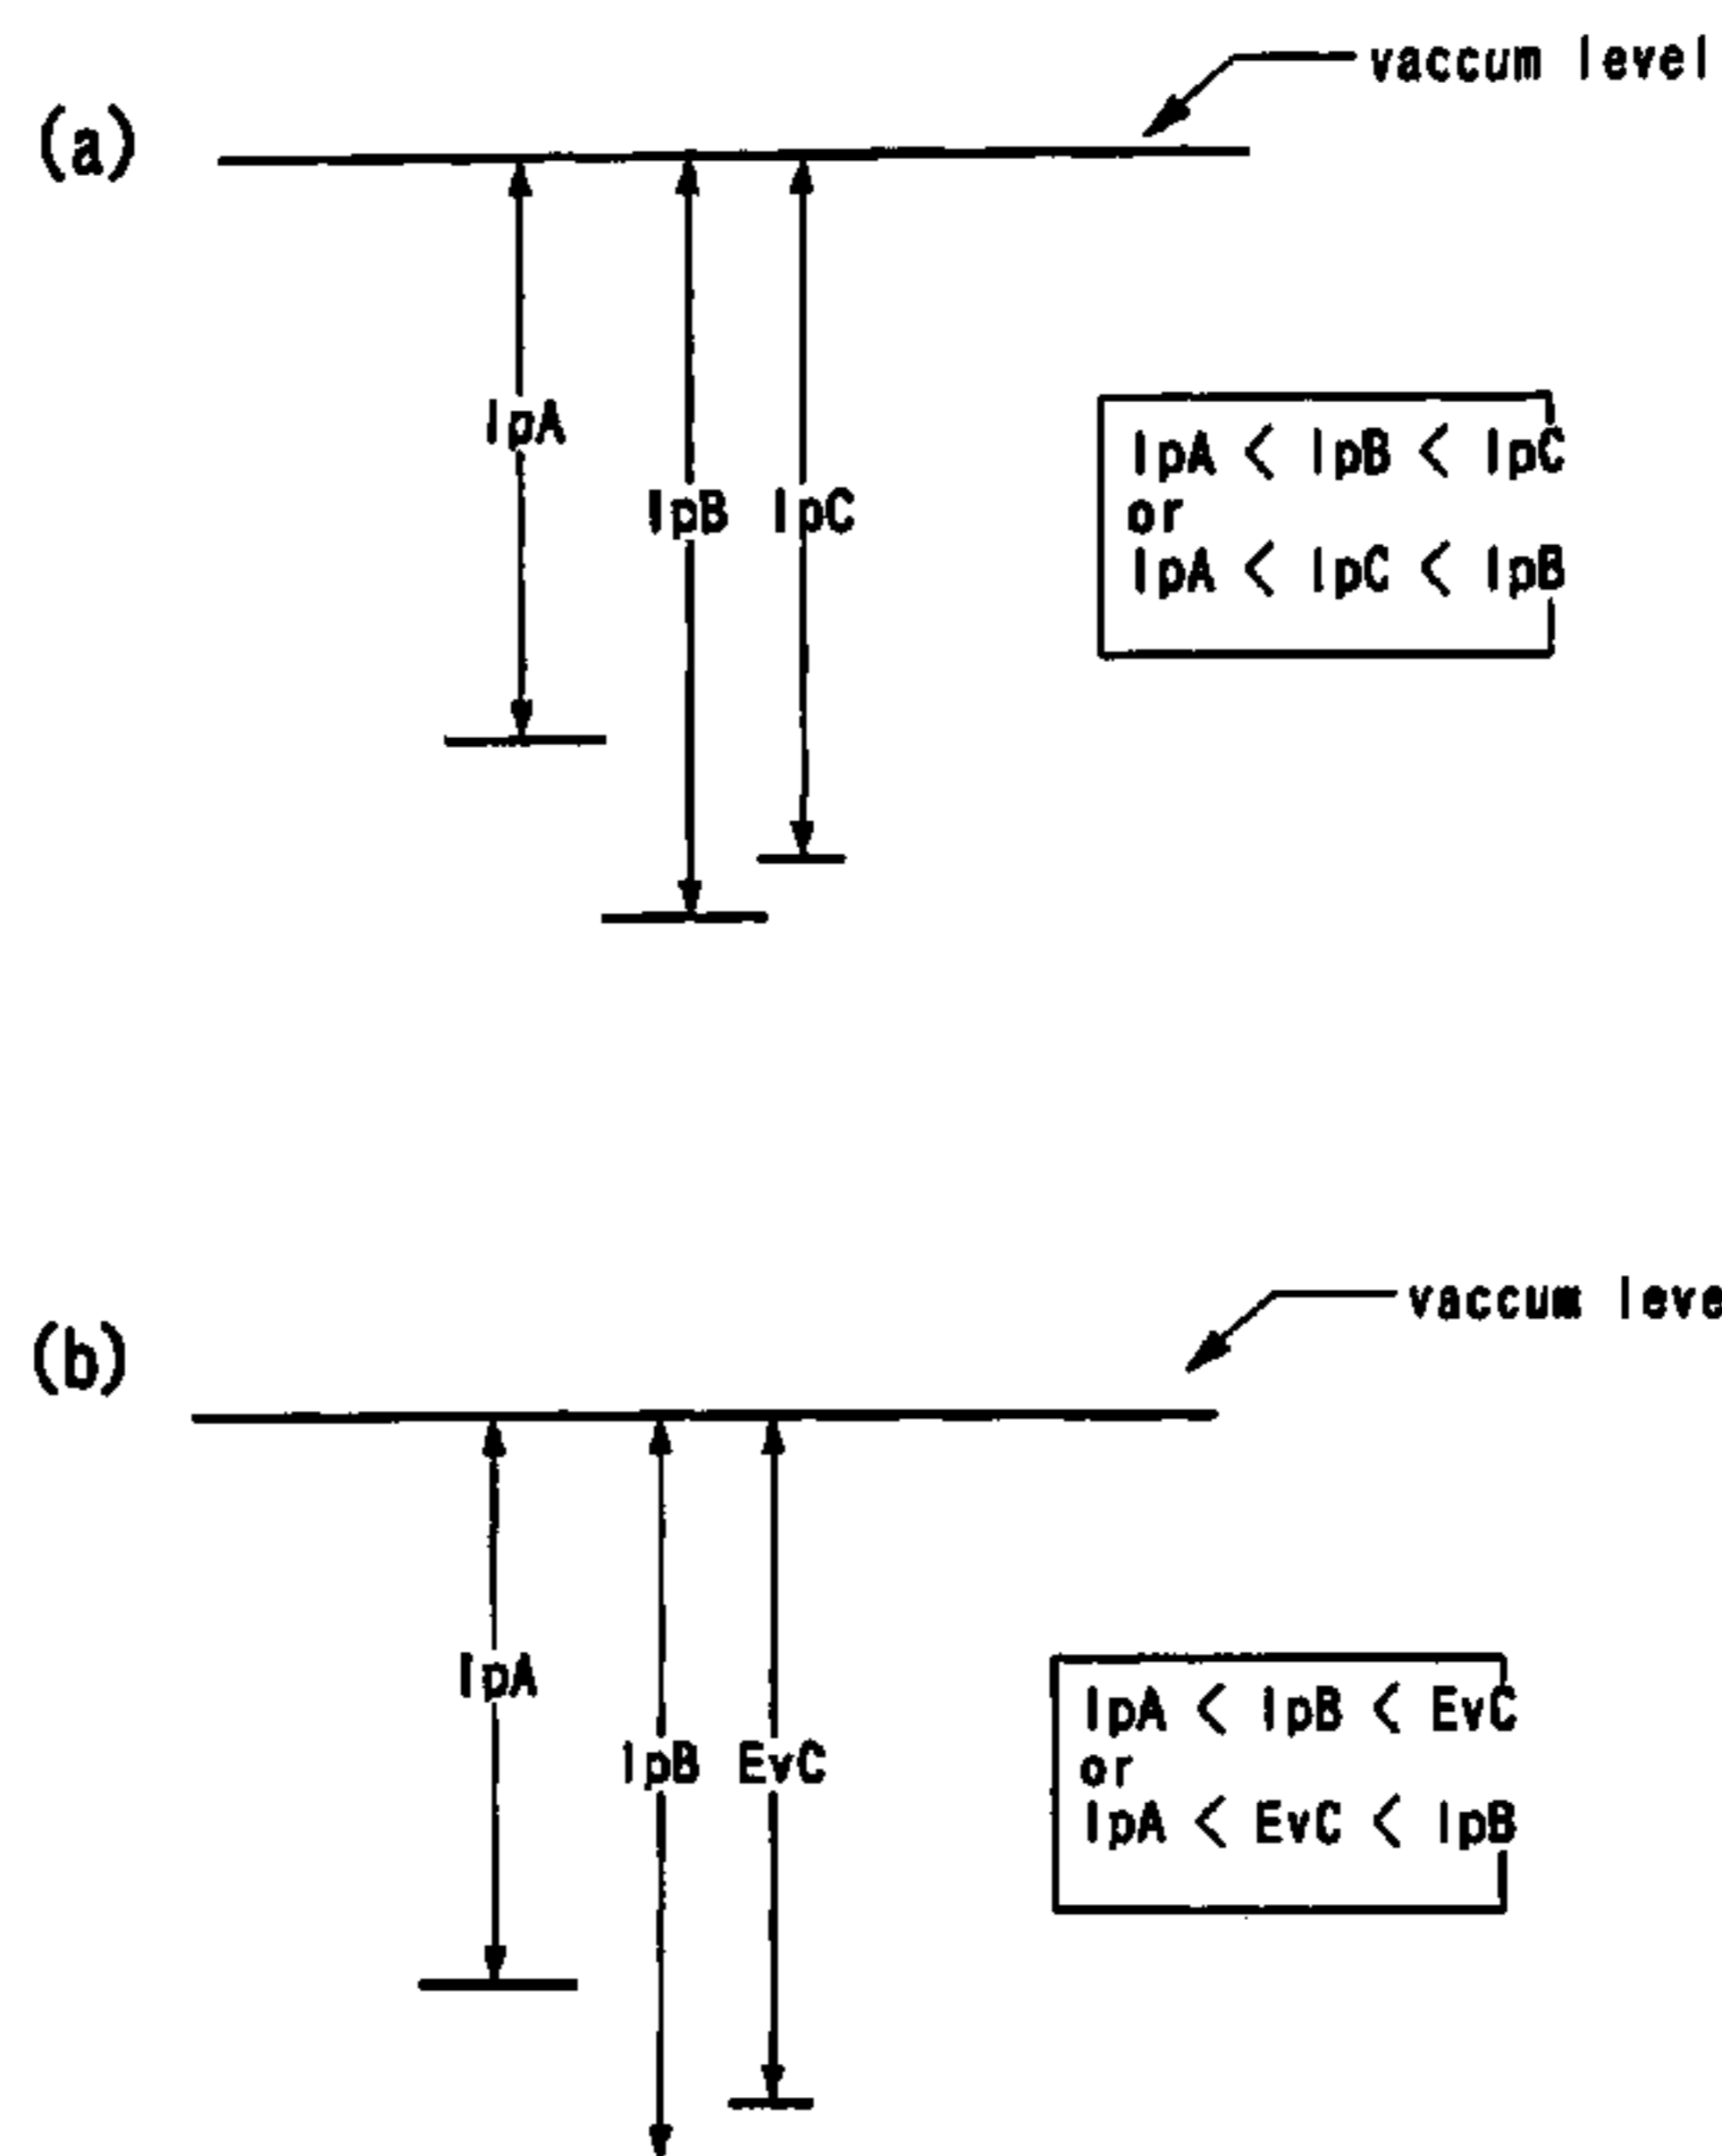 vaccum level
(a)
IpA
IpB IpC
IpA < IpB < IpC
or
IpA < IpC < IpB
vaccum leve
(b)
IpA
IpB EvC
IpA < IpB < EvC
or
IpA < EvC < IpB